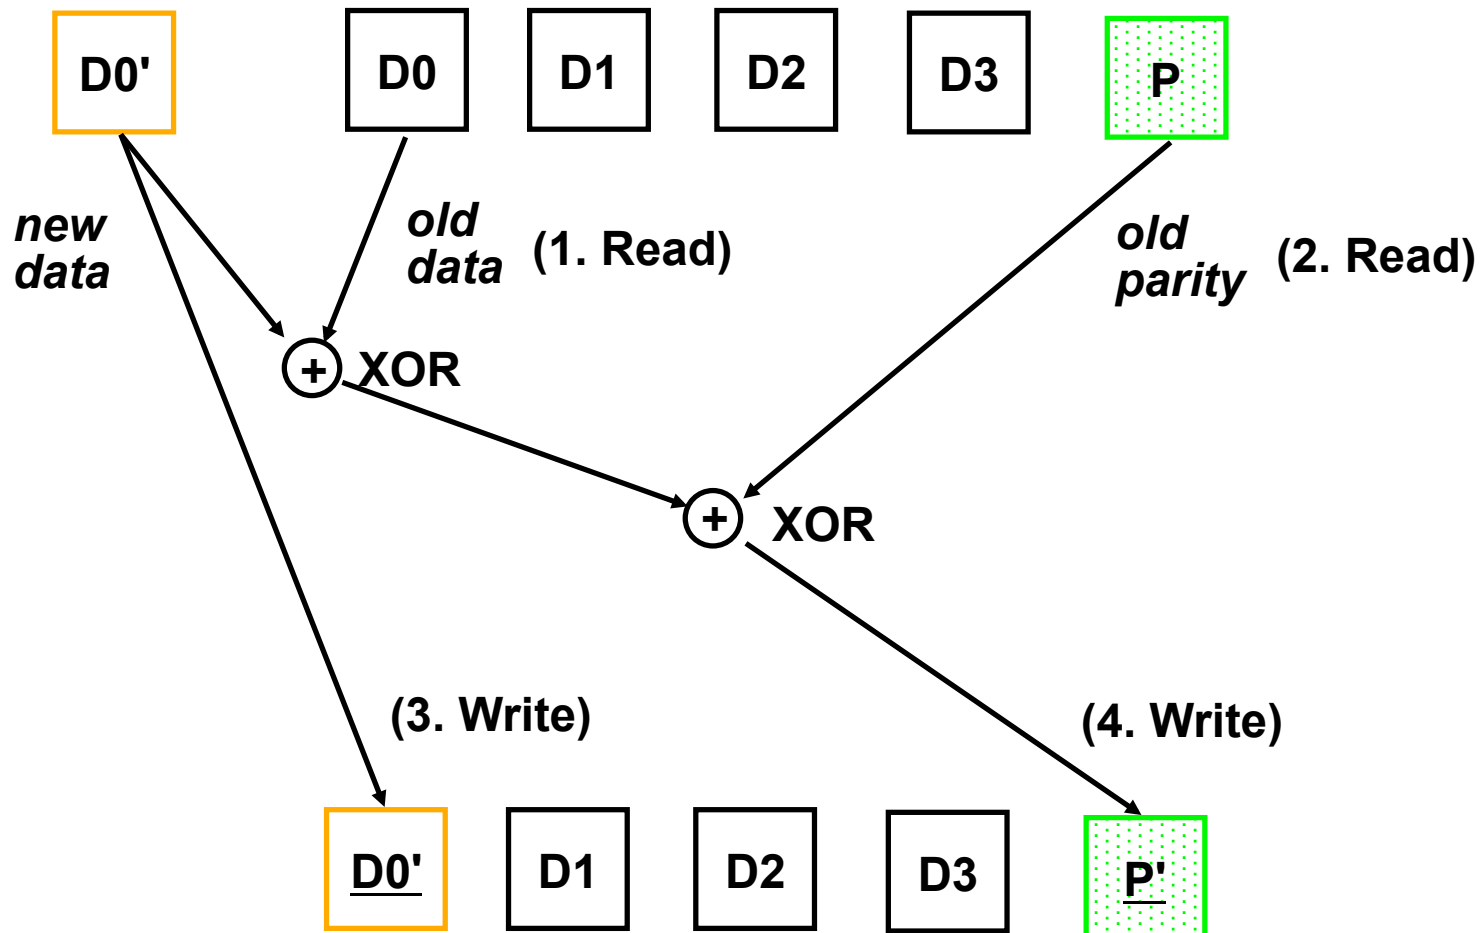 D0' D0 D1 D2 D3 P
new
data
old
data
(1. Read)
old
parity
(2. Read)
+ XOR
+ XOR
(3. Write)
(4. Write)
D0' D1 D2 D3 P'